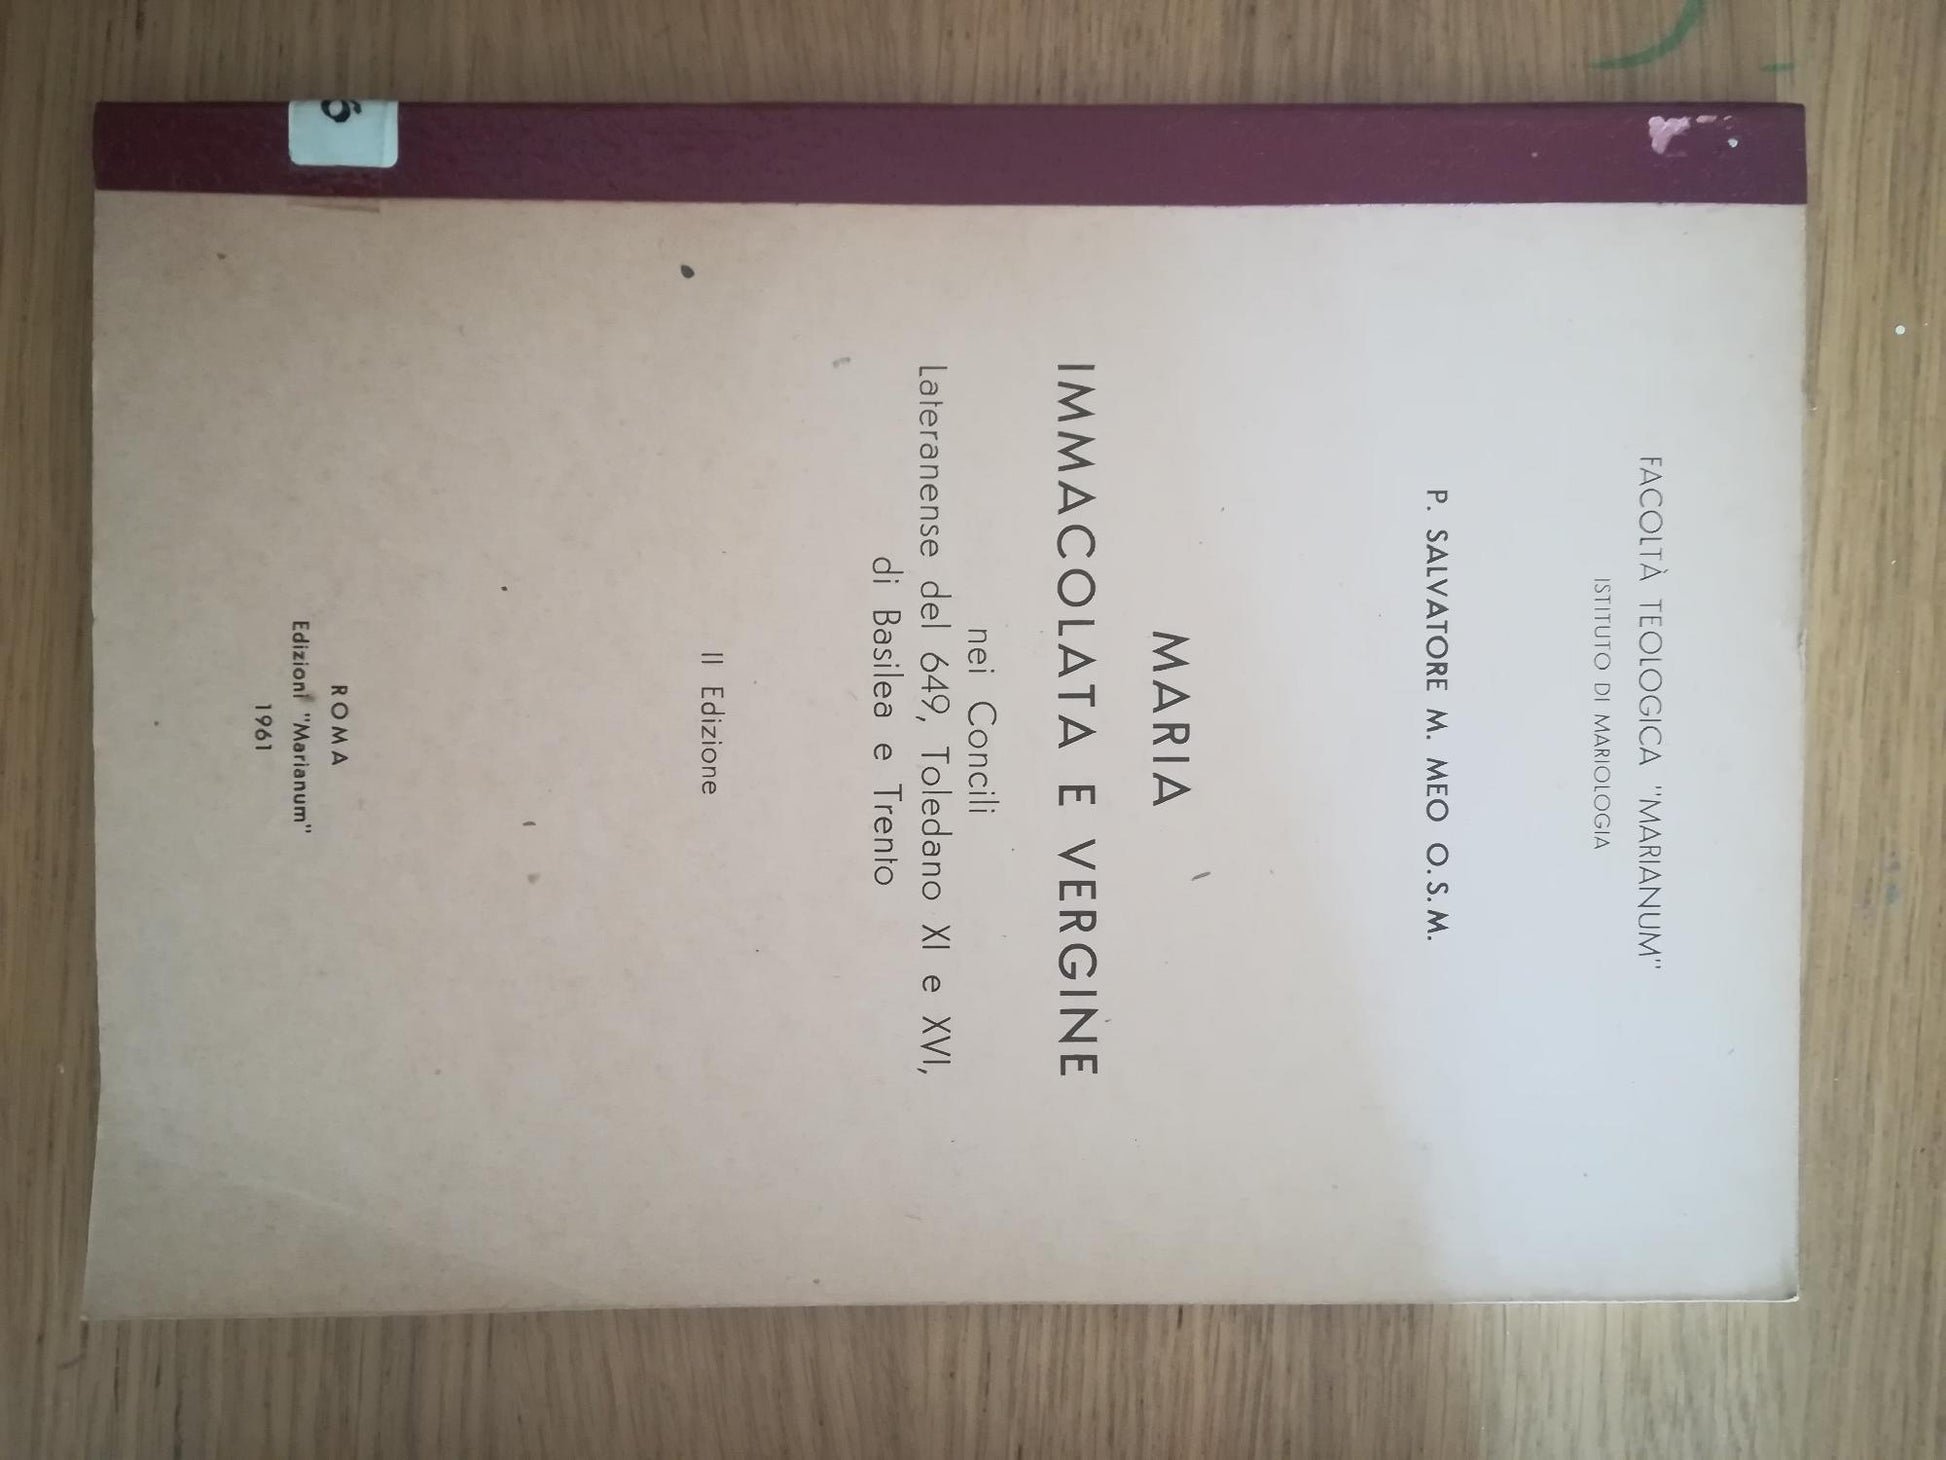 FACOLTÀ TEOLOGICA "MARIANUM"
ISTITUTO DI MARIOLOGIA
P. SALVATORE M. MEO O.S.M.
MARIA
IMMACOLATA E VERGINE
nei Concili
Lateranense del 649, Toledano XI e XVI,
di Basilea e Trento
II Edizione
ROMA
Edizioni "Marianum"
1961
6